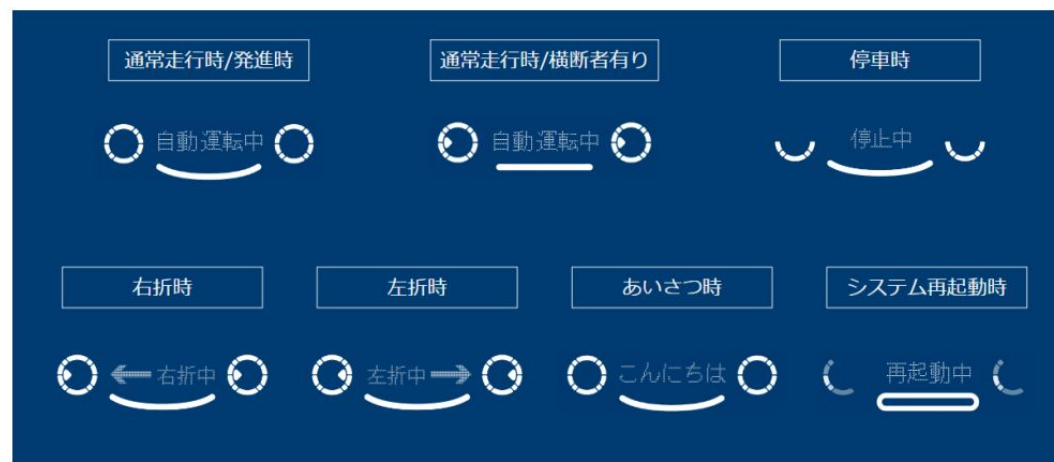 通常走行時/発進時
通常走行時/横断者有り
停車時
自動運転中
自動運転中
停止中
右折時
左折時
あいさつ時
システム再起動時
右折中
左折中
こんにちは
再起動中